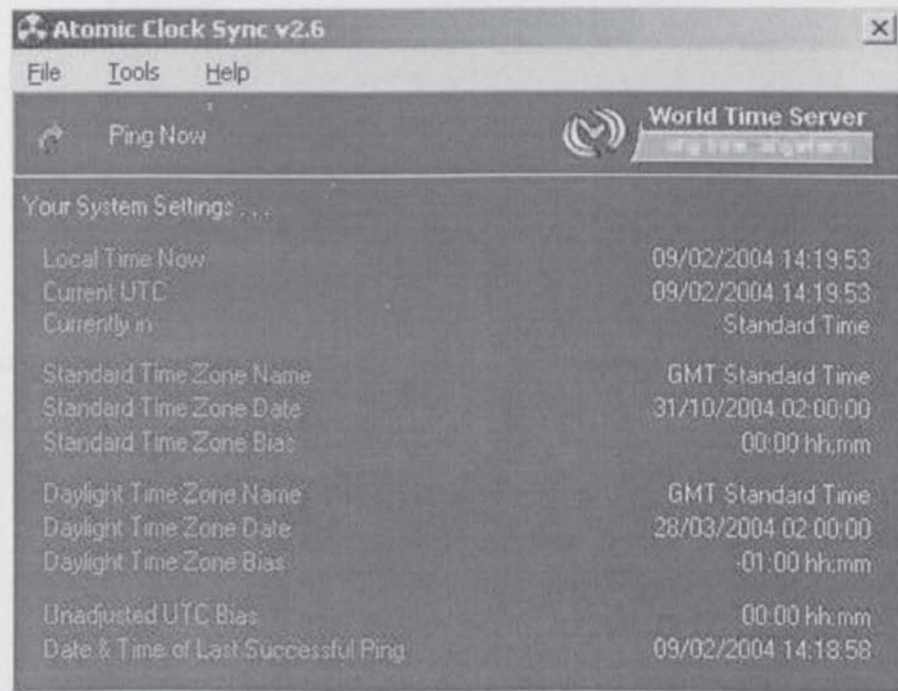 Atomic Clock Sync v2.6
File Tools Help
Ping Now
World Time Server
Your System Settings . . .
Local Time Now 09/02/2004 14:19:53
Current UTC 09/02/2004 14:19:53
Currently in Standard Time
Standard Time Zone Name GMT Standard Time
Standard Time Zone Date 31/10/2004 02:00:00
Standard Time Zone Bias 00:00 hh:mm
Daylight Time Zone Name GMT Standard Time
Daylight Time Zone Date 28/03/2004 02:00:00
Daylight Time Zone Bias -01:00 hh:mm
Unadjusted UTC Bias 00:00 hh:mm
Date & Time of Last Successful Ping 09/02/2004 14:18:58